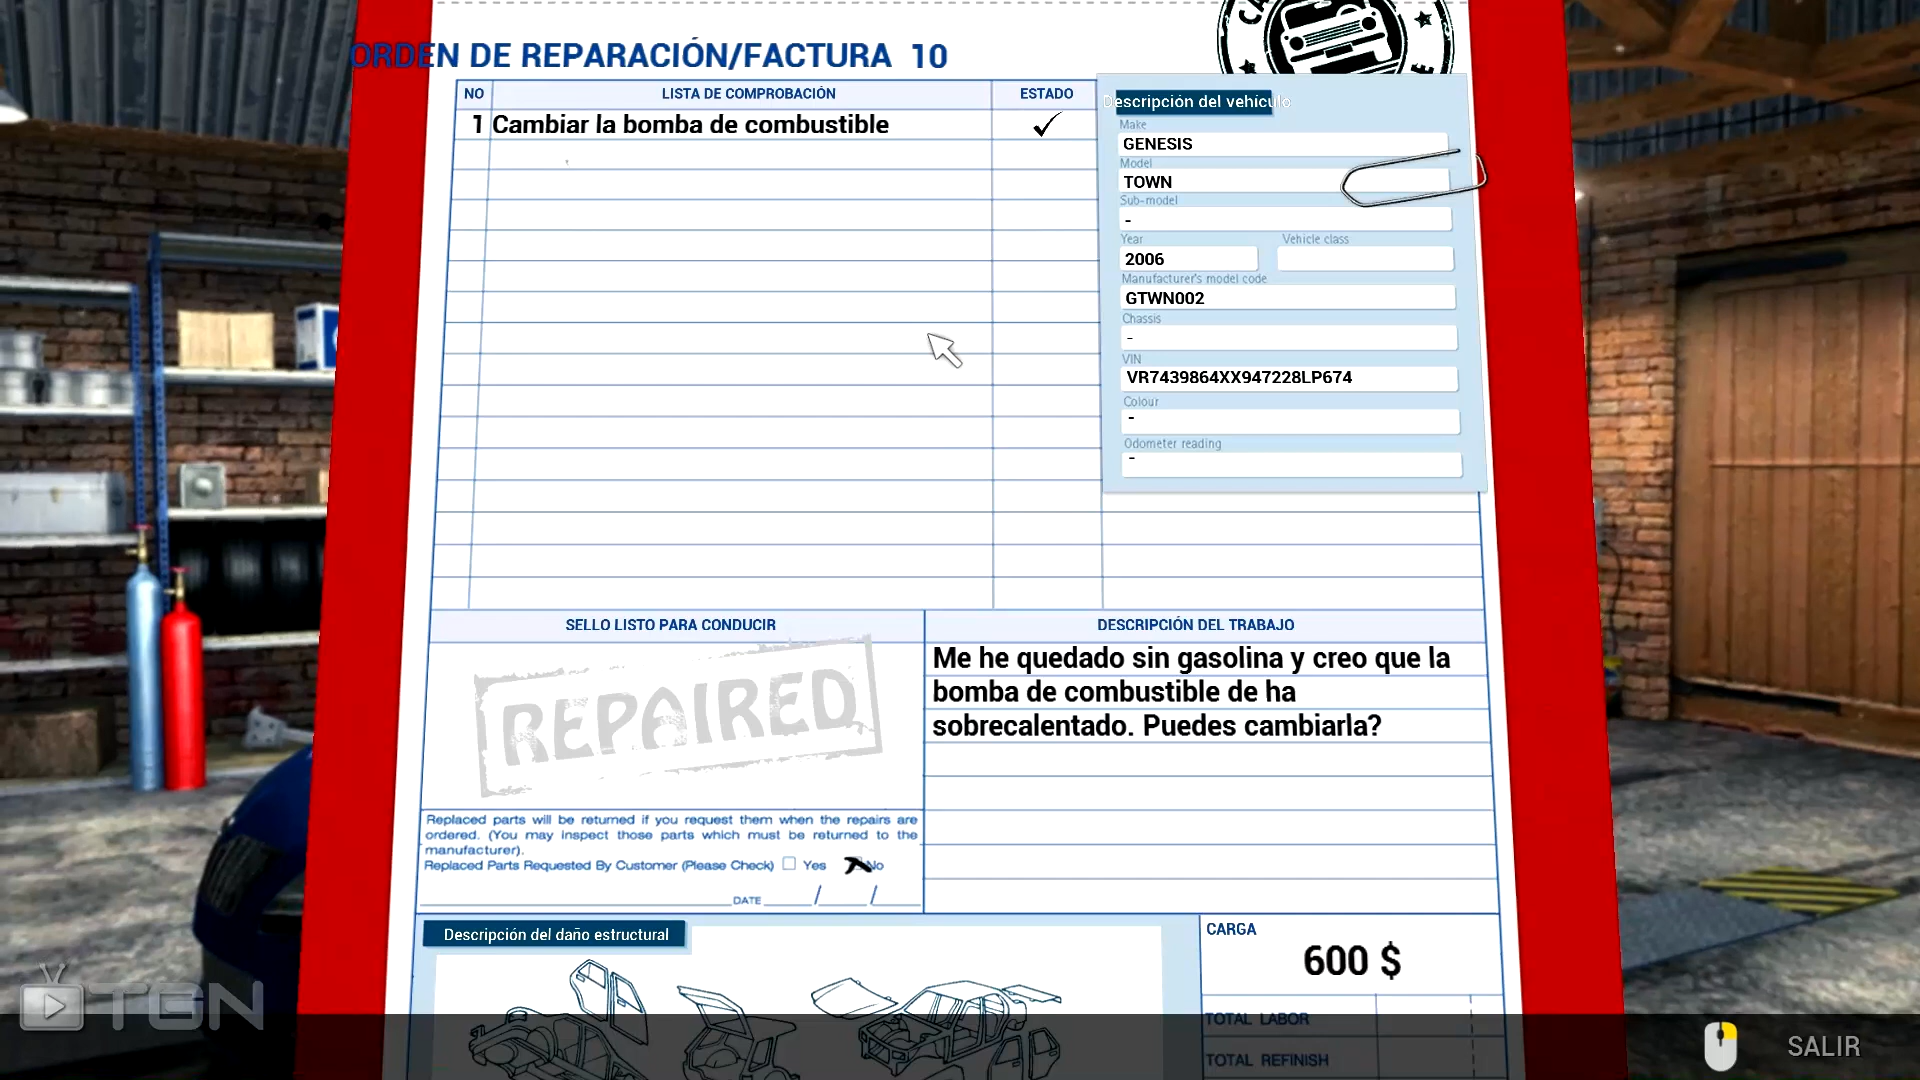 ORDEN DE REPARACIÓN/FACTURA 10
NO LISTA DE COMPROBACIÓN ESTADO
1 Cambiar la bomba de combustible
Descripción del vehículo
Make
GENESIS
Model
TOWN
Sub-model
-
Year Vehicle class
2006
Manufacturer's model code
GTWN002
Chassis
-
VIN
VR7439864XX947228LP674
Colour
-
Odometer reading
-
SELLO LISTO PARA CONDUCIR
REPAIRED
DESCRIPCIÓN DEL TRABAJO
Me he quedado sin gasolina y creo que la
bomba de combustible de ha
sobrecalentado. Puedes cambiarla?
Replaced parts will be returned if you request them when the repairs are
ordered. (You may inspect those parts which must be returned to the
manufacturer).
Replaced Parts Requested By Customer (Please Check) Yes No
DATE / /
Descripción del daño estructural
CARGA
600 $
TOTAL LABOR
TOTAL REFINISH
TGN
SALIR